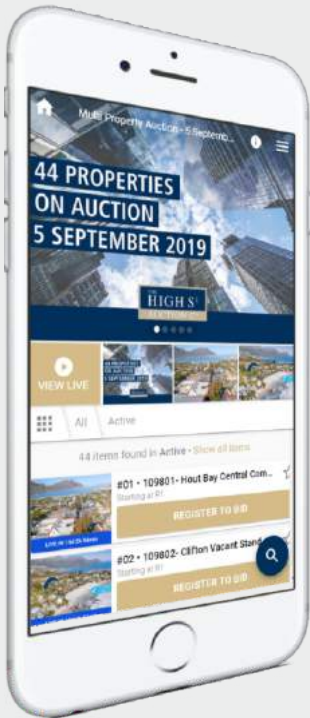 Multi Property Auction • 5 Septemb...
44 PROPERTIES
ON AUCTION
5 SEPTEMBER 2019
THE
HIGH ST
AUCTION CO
VIEW LIVE
All
Active
44 items found in Active • Show all items
#01 • 109801- Hout Bay Central Com...
Starting at R1
REGISTER TO BID
#02 • 109802- Clifton Vacant Stand
Starting at R1
REGISTER TO BID